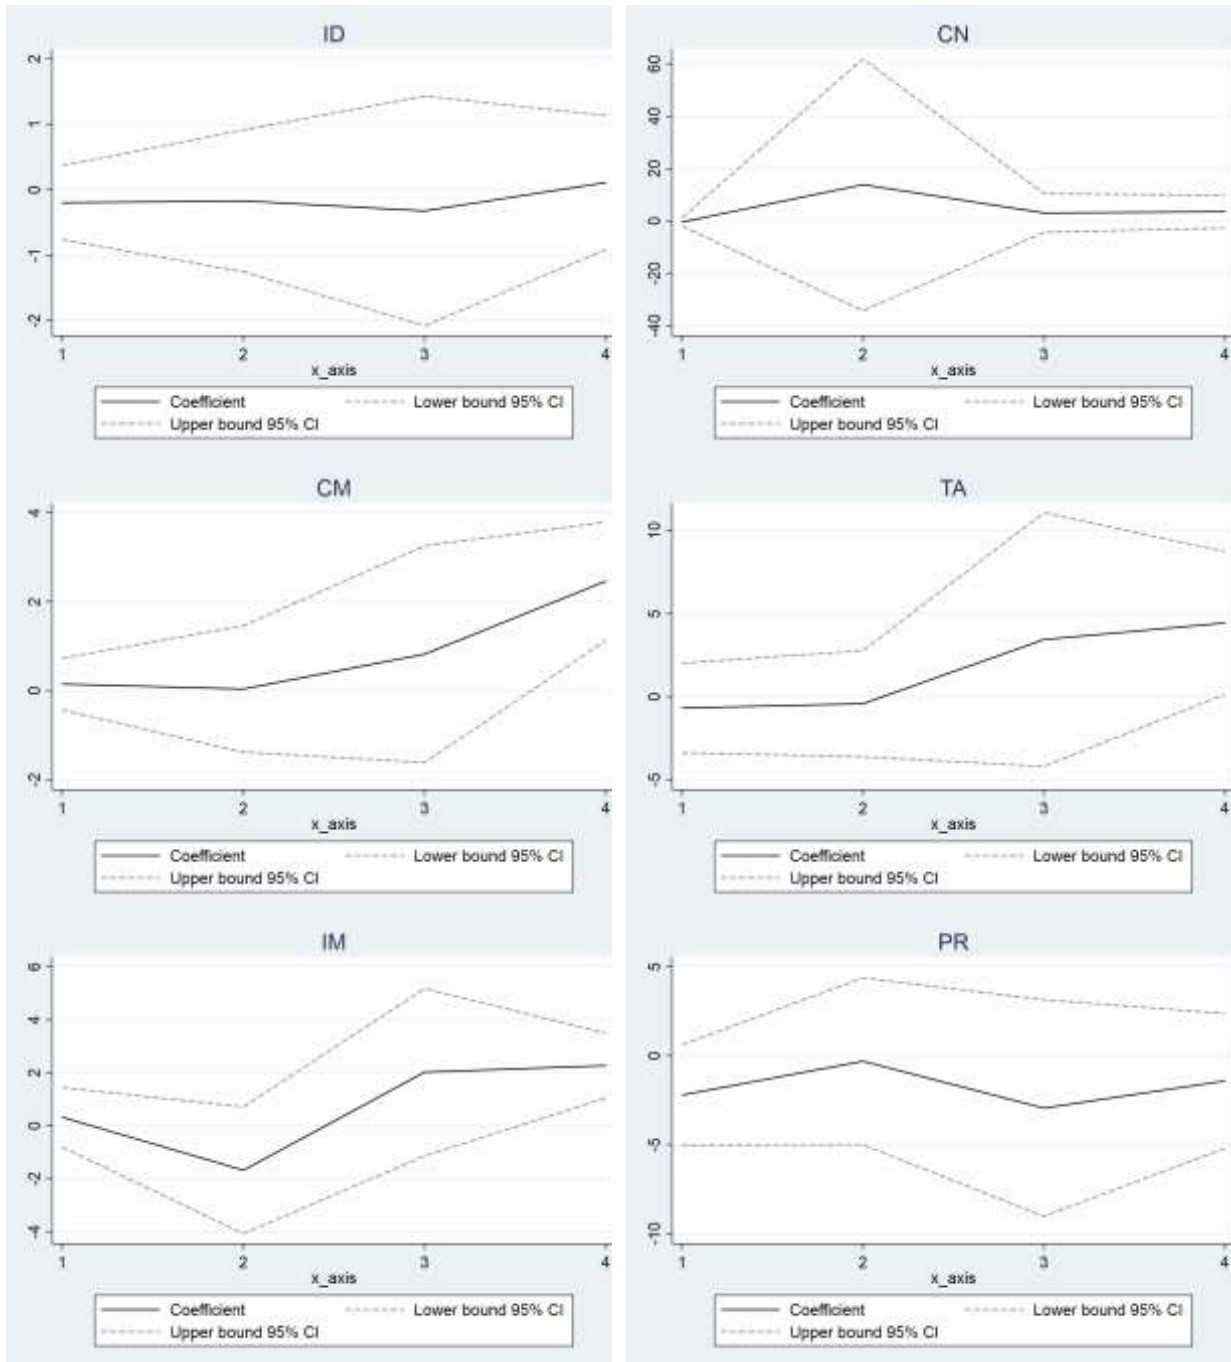 ID
2
1
0
-1
-2
1 2 3 4
x_axis
Coefficient Lower bound 95% CI
Upper bound 95% CI
CN
60
40
20
0
-20
-40
1 2 3 4
x_axis
Coefficient Lower bound 95% CI
Upper bound 95% CI
CM
4
2
0
-2
1 2 3 4
x_axis
Coefficient Lower bound 95% CI
Upper bound 95% CI
TA
10
5
0
-5
1 2 3 4
x_axis
Coefficient Lower bound 95% CI
Upper bound 95% CI
IM
6
4
2
0
-2
-4
1 2 3 4
x_axis
Coefficient Lower bound 95% CI
Upper bound 95% CI
PR
5
0
-5
-10
1 2 3 4
x_axis
Coefficient Lower bound 95% CI
Upper bound 95% CI